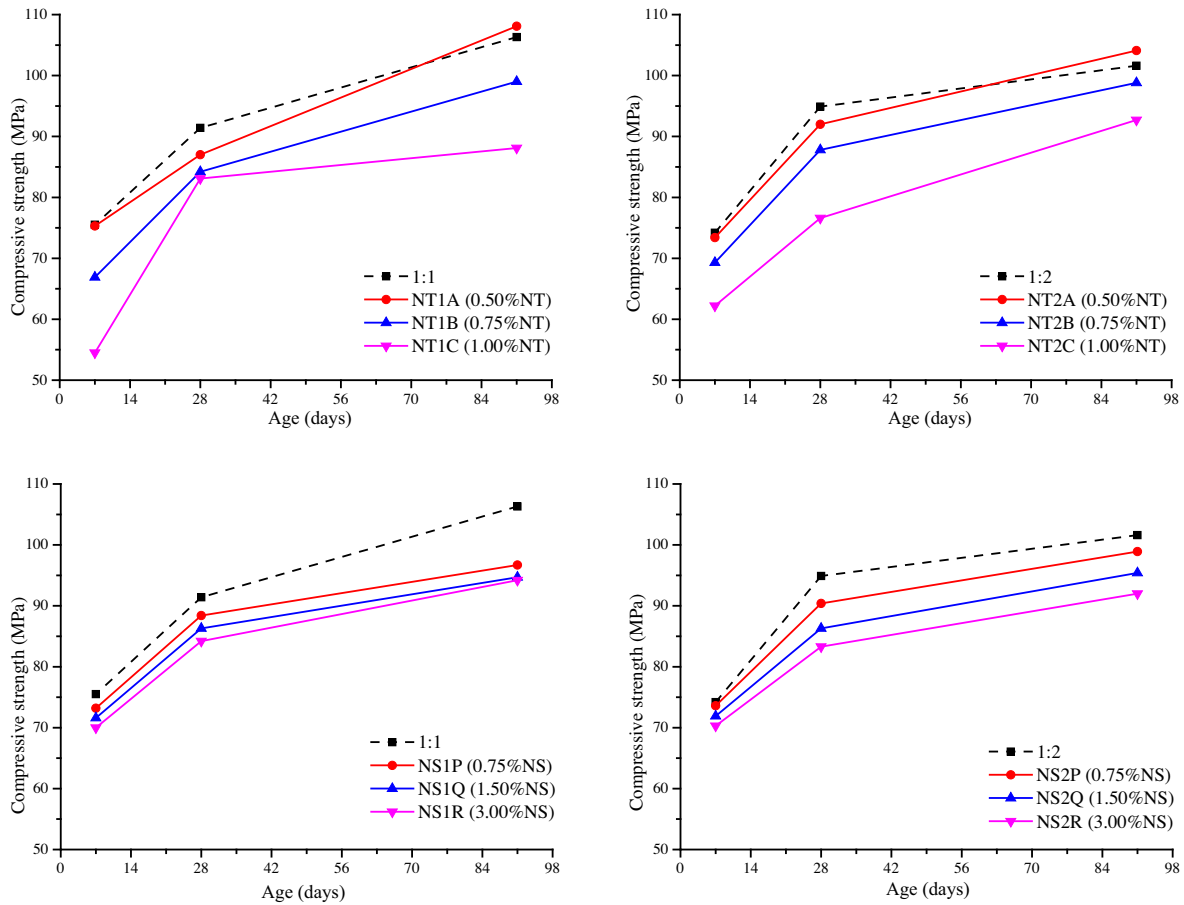 Compressive strength (MPa)
110
100
90
80
70
60
50
0 14 28 42 56 70 84 98
Age (days)
1:1
NT1A (0.50%NT)
NT1B (0.75%NT)
NT1C (1.00%NT)
Compressive strength (MPa)
110
100
90
80
70
60
50
0 14 28 42 56 70 84 98
Age (days)
1:2
NT2A (0.50%NT)
NT2B (0.75%NT)
NT2C (1.00%NT)
Compressive strength (MPa)
110
100
90
80
70
60
50
0 14 28 42 56 70 84 98
Age (days)
1:1
NS1P (0.75%NS)
NS1Q (1.50%NS)
NS1R (3.00%NS)
Compressive strength (MPa)
110
100
90
80
70
60
50
0 14 28 42 56 70 84 98
Age (days)
1:2
NS2P (0.75%NS)
NS2Q (1.50%NS)
NS2R (3.00%NS)